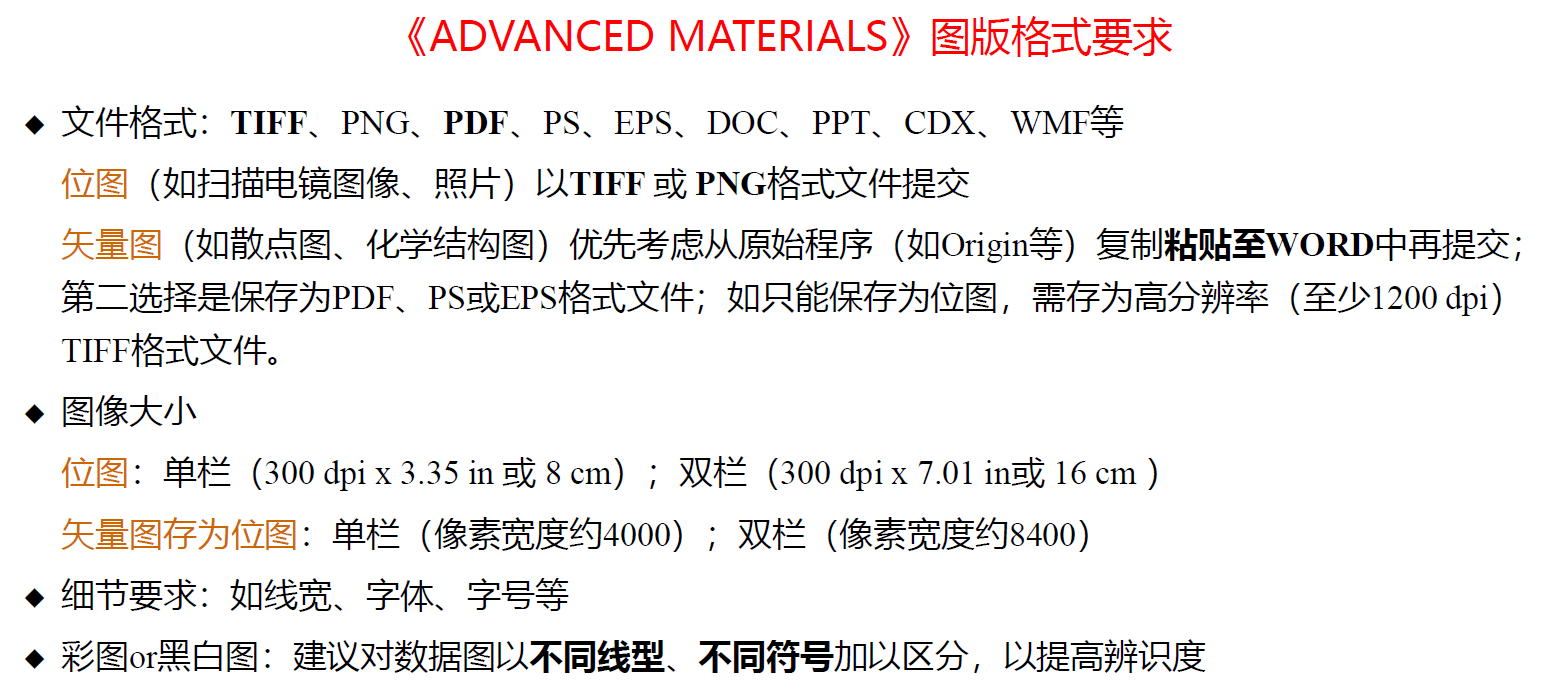 《ADVANCED MATERIALS》图版格式要求
◆ 文件格式：TIFF、PNG、PDF、PS、EPS、DOC、PPT、CDX、WMF等
位图（如扫描电镜图像、照片）以TIFF 或 PNG格式文件提交
矢量图（如散点图、化学结构图）优先考虑从原始程序（如Origin等）复制粘贴至WORD中再提交；
第二选择是保存为PDF、PS或EPS格式文件；如只能保存为位图，需存为高分辨率（至少1200 dpi）
TIFF格式文件。
◆ 图像大小
位图：单栏（300 dpi x 3.35 in 或 8 cm）；双栏（300 dpi x 7.01 in或 16 cm ）
矢量图存为位图：单栏（像素宽度约4000）；双栏（像素宽度约8400）
◆ 细节要求：如线宽、字体、字号等
◆ 彩图or黑白图：建议对数据图以不同线型、不同符号加以区分，以提高辨识度